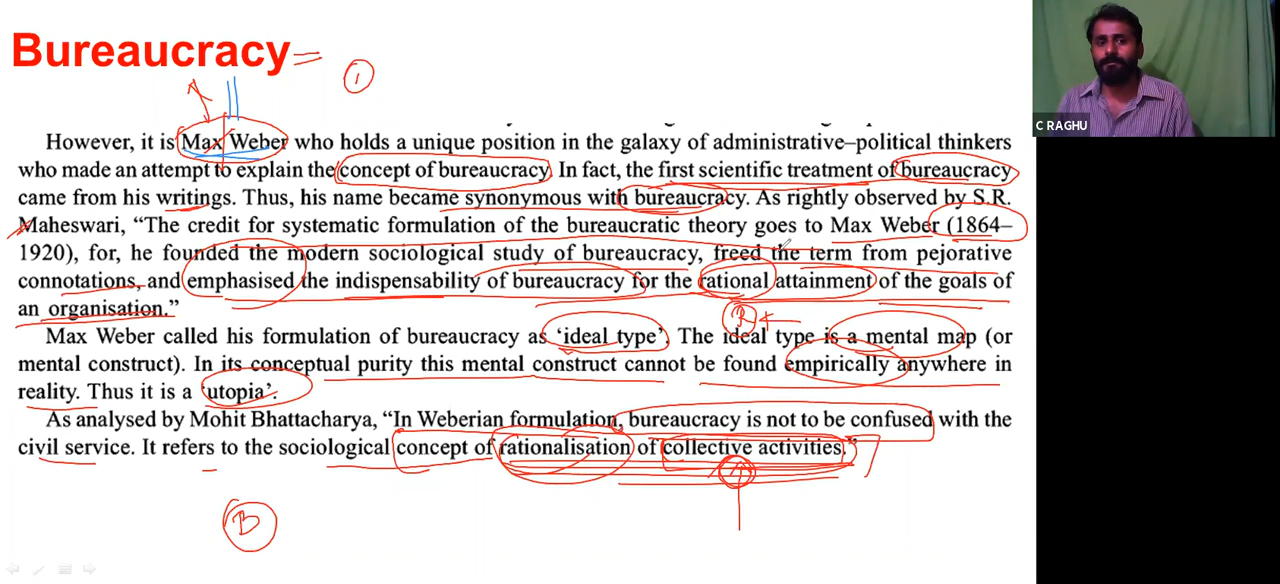 Bureaucracy=
1
However, it is Max Weber who holds a unique position in the galaxy of administrative–political thinkers
who made an attempt to explain the concept of bureaucracy. In fact, the first scientific treatment of bureaucracy
came from his writings. Thus, his name became synonymous with bureaucracy. As rightly observed by S.R.
Maheswari, “The credit for systematic formulation of the bureaucratic theory goes to Max Weber (1864–
1920), for, he founded the modern sociological study of bureaucracy, freed the term from pejorative
connotations, and emphasised the indispensability of bureaucracy for the rational attainment of the goals of
an organisation.”
R
Max Weber called his formulation of bureaucracy as ‘ideal type’. The ideal type is a mental map (or
mental construct). In its conceptual purity this mental construct cannot be found empirically anywhere in
reality. Thus it is a ‘utopia’.
As analysed by Mohit Bhattacharya, “In Weberian formulation, bureaucracy is not to be confused with the
civil service. It refers to the sociological concept of rationalisation of collective activities.”
B
C RAGHU